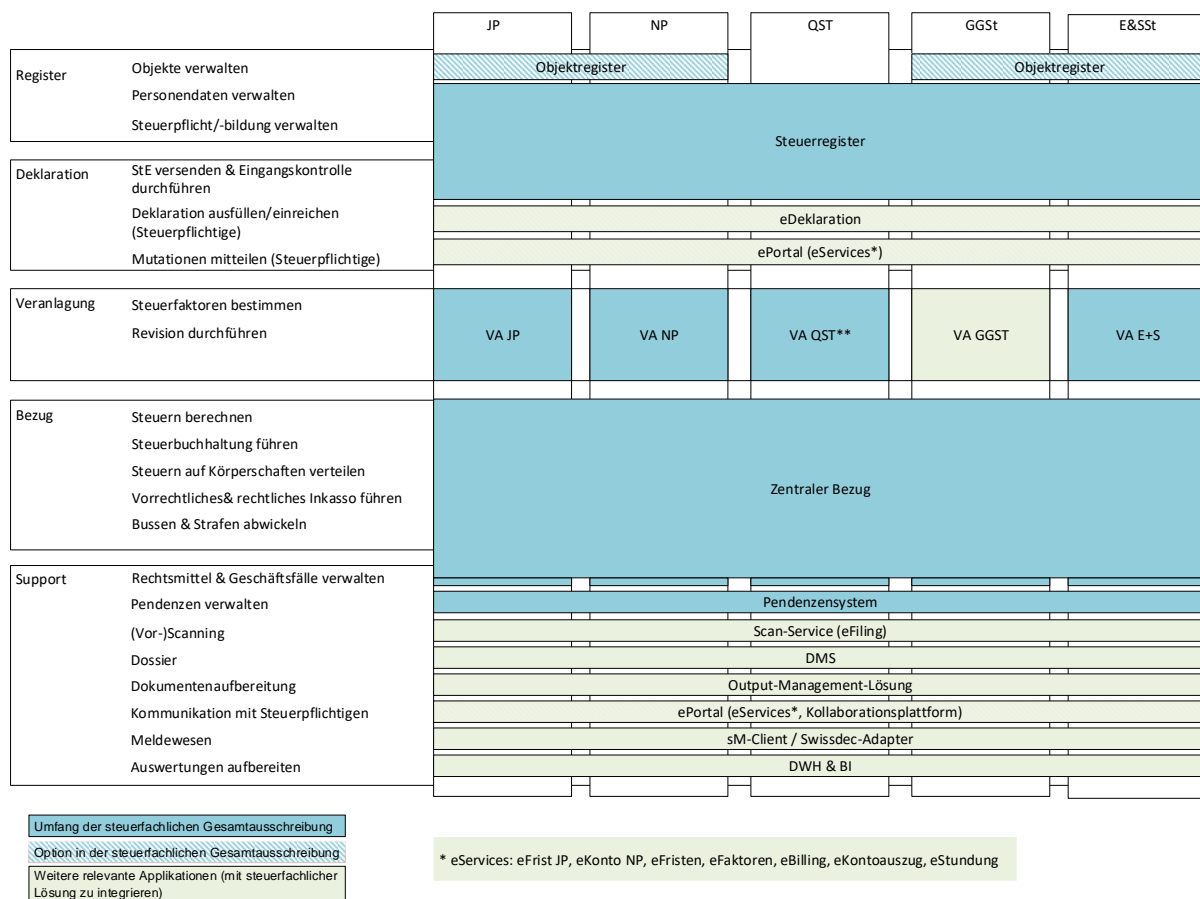 JP NP QST GGSt E&SSt
Register
Objekte verwalten
Objektregister
Objektregister
Personendaten verwalten
Steuerpflicht/-bildung verwalten
Steuerregister
Deklaration
StE versenden & Eingangskontrolle
durchführen
Deklaration ausfüllen/einreichen
(Steuerpflichtige)
eDeklaration
Mutationen mitteilen (Steuerpflichtige)
ePortal (eServices*)
Veranlagung
Steuerfaktoren bestimmen
Revision durchführen
VA JP
VA NP
VA QST**
VA GGST
VA E+S
Bezug
Steuern berechnen
Steuerbuchhaltung führen
Steuern auf Körperschaften verteilen
Vorrechtliches& rechtliches Inkasso führen
Bussen & Strafen abwickeln
Zentraler Bezug
Support
Rechtsmittel & Geschäftsfälle verwalten
Pendenzen verwalten
Pendenzensystem
(Vor-)Scanning
Scan-Service (eFiling)
Dossier
DMS
Dokumentenaufbereitung
Output-Management-Lösung
Kommunikation mit Steuerpflichtigen
ePortal (eServices*, Kollaborationsplattform)
Meldewesen
sM-Client / Swissdec-Adapter
Auswertungen aufbereiten
DWH & BI
Umfang der steuerfachlichen Gesamtausschreibung
Option in der steuerfachlichen Gesamtausschreibung
Weitere relevante Applikationen (mit steuerfachlicher
Lösung zu integrieren)
* eServices: eFrist JP, eKonto NP, eFristen, eFaktoren, eBilling, eKontoauszug, eStundung